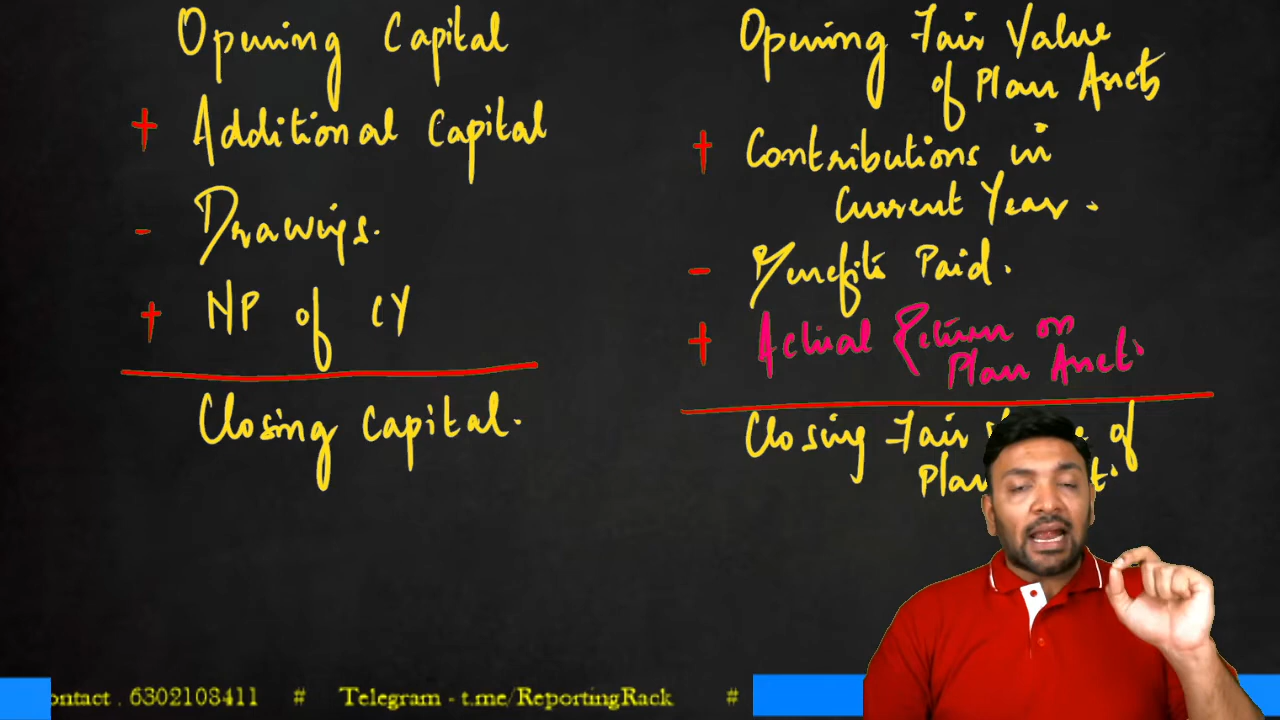 Opening Capital
+ Additional Capital
- Drawings.
+ NP of CY
Closing Capital.
Opening Fair Value
of Plan Assets
+ Contributions in
Current Year.
- Benefits Paid.
+ Actual Return on
Plan Assets
Closing Fair of
Plan
ontact . 6302108411 # Telegram - t.me/ReportingRack #